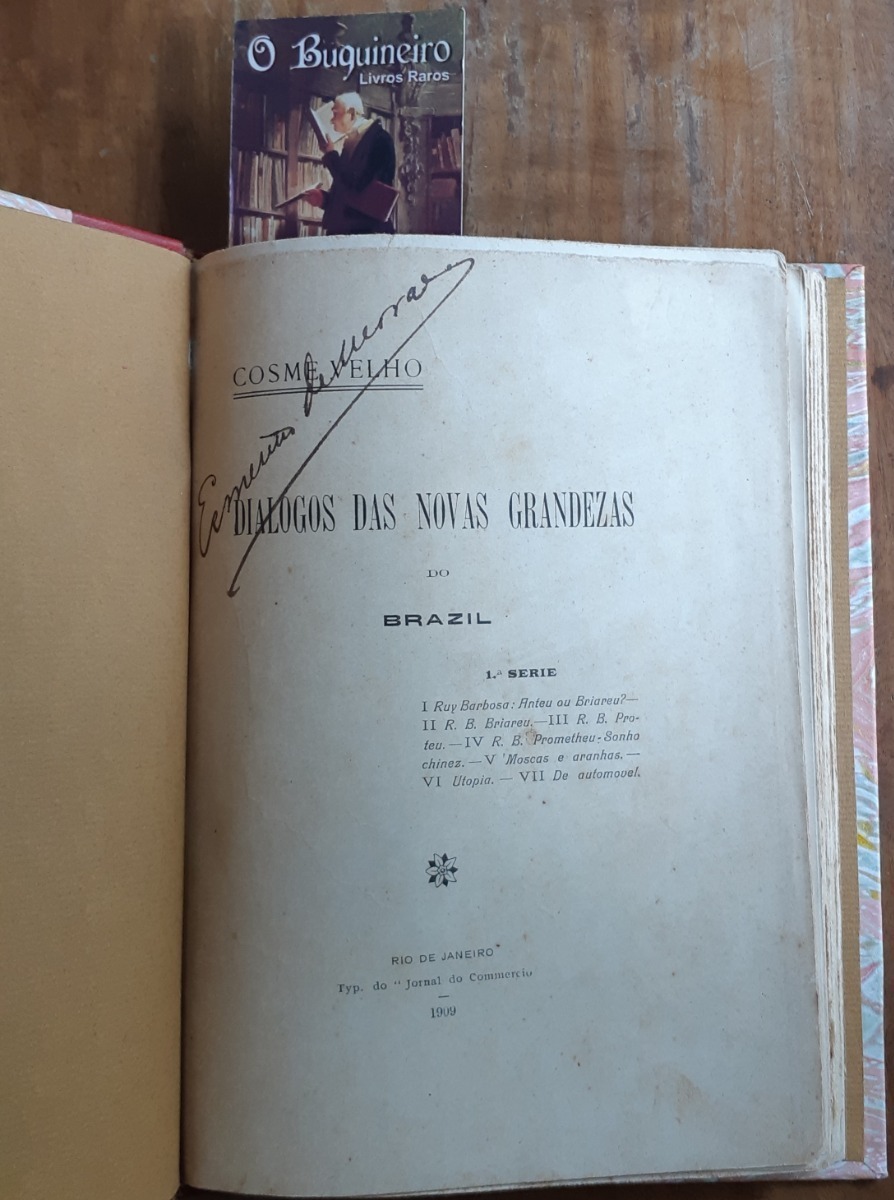 O Buquineiro
Livros Raros
COSME VELHO
de Moraes
DIALOGOS DAS NOVAS GRANDEZAS
DO
BRAZIL
1.ª SERIE
I Ruy Barbosa: Anteu ou Briareu?—
II R. B. Briareu.—III R. B. Pro-
teu.—IV R. B. Prometheu-Sonho
chinez.—V Moscas e aranhas.—
VI Utopia.—VII De automovel.
RIO DE JANEIRO
Typ. do "Jornal do Commercio
1909